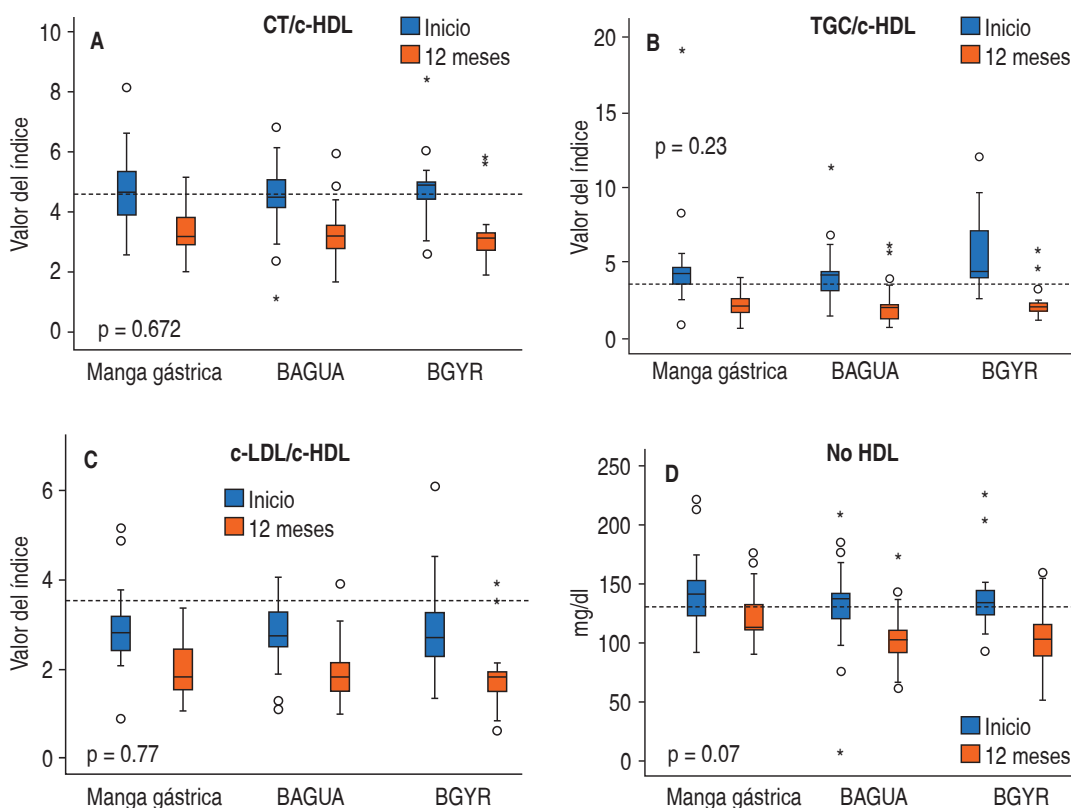 A
CT/c-HDL
Inicio
12 meses
10
8
6
4
2
0
Valor del índice
p = 0.672
Manga gástrica
BAGUA
BGYR
B
TGC/c-HDL
Inicio
12 meses
20
15
10
5
0
Valor del índice
p = 0.23
Manga gástrica
BAGUA
BGYR
C
c-LDL/c-HDL
Inicio
12 meses
6
4
2
0
Valor del índice
p = 0.77
Manga gástrica
BAGUA
BGYR
D
No HDL
250
200
150
100
50
0
mg/dl
Inicio
12 meses
p = 0.07
Manga gástrica
BAGUA
BGYR